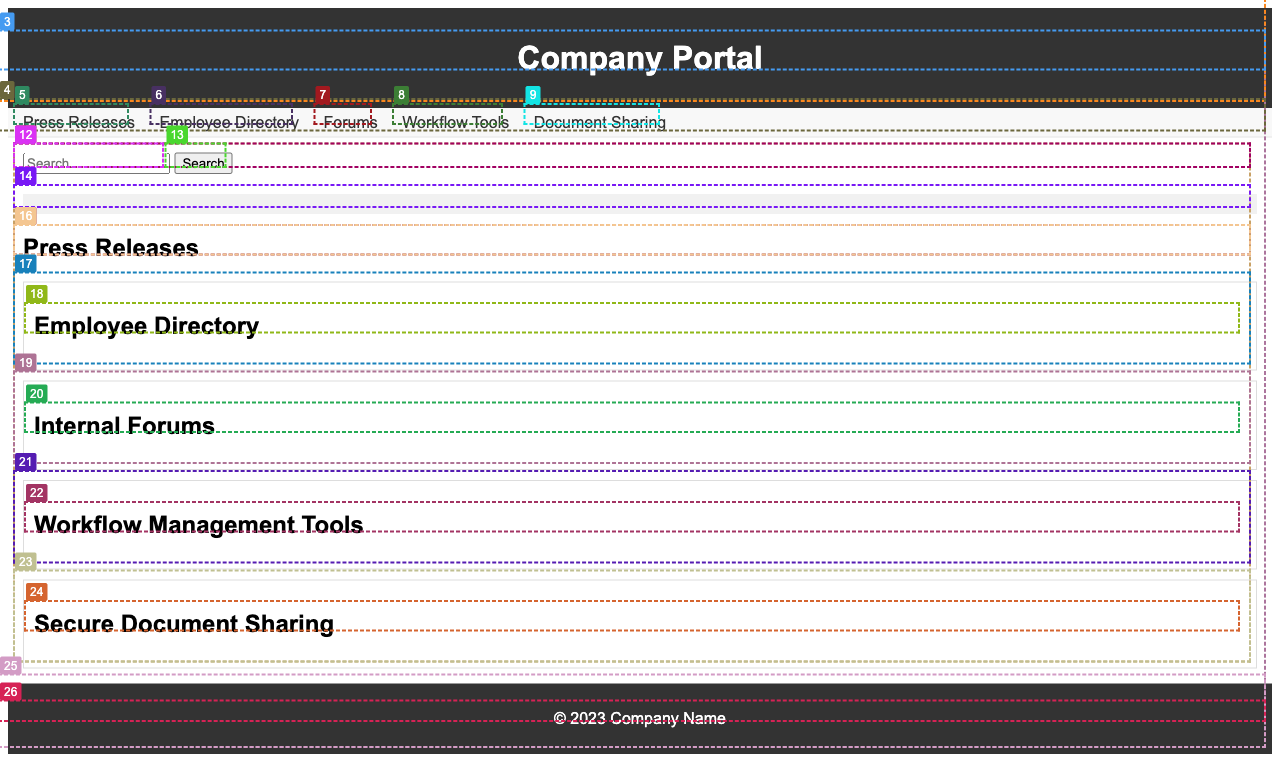 3
Company Portal
4
5
6
7
8
9
Press Releases
Employee Directory
Forums
Workflow Tools
Document Sharing
12
13
Search...
Search
14
16
Press Releases
17
18
Employee Directory
19
20
Internal Forums
21
22
Workflow Management Tools
23
24
Secure Document Sharing
25
26
© 2023 Company Name